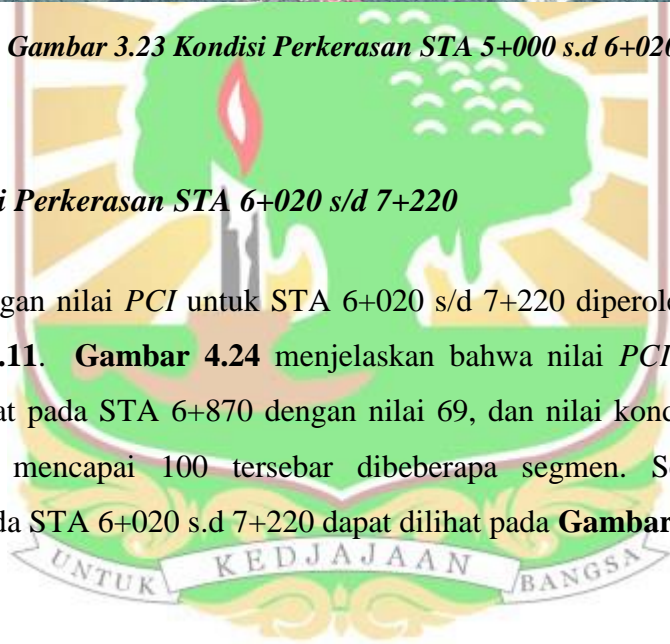 Gambar 3.23 Kondisi Perkerasan STA 5+000 s.d 6+020
i Perkerasan STA 6+020 s/d 7+220
gan nilai PCI untuk STA 6+020 s/d 7+220 diperole
.11. Gambar 4.24 menjelaskan bahwa nilai PCI
at pada STA 6+870 dengan nilai 69, dan nilai kond
mencapai 100 tersebar dibeberapa segmen. S
da STA 6+020 s.d 7+220 dapat dilihat pada Gambar
UNTUK KEDJAJAAN BANGSA